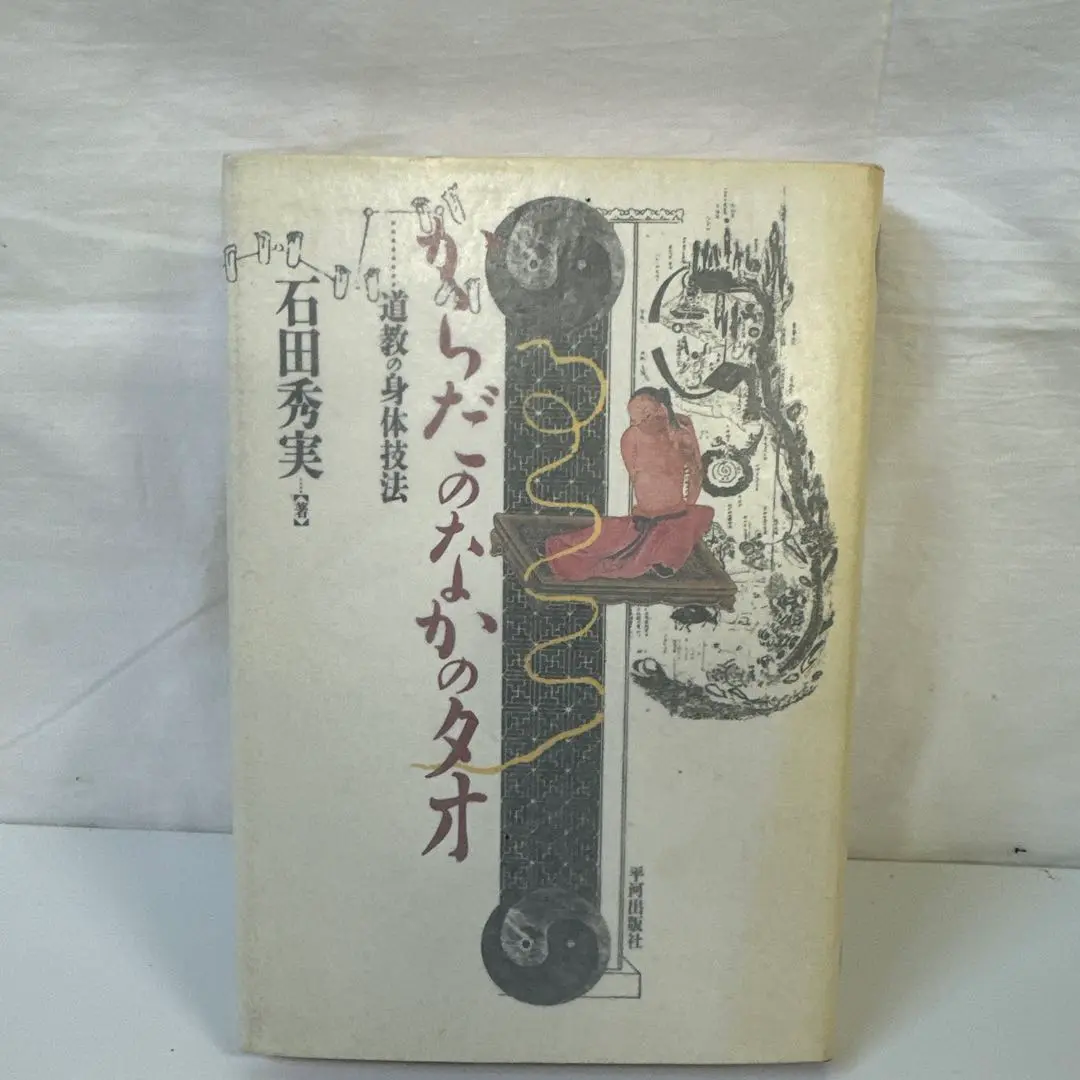 からだのなかのタオ
道教の身体技法
石田秀実……【著】
平河出版社